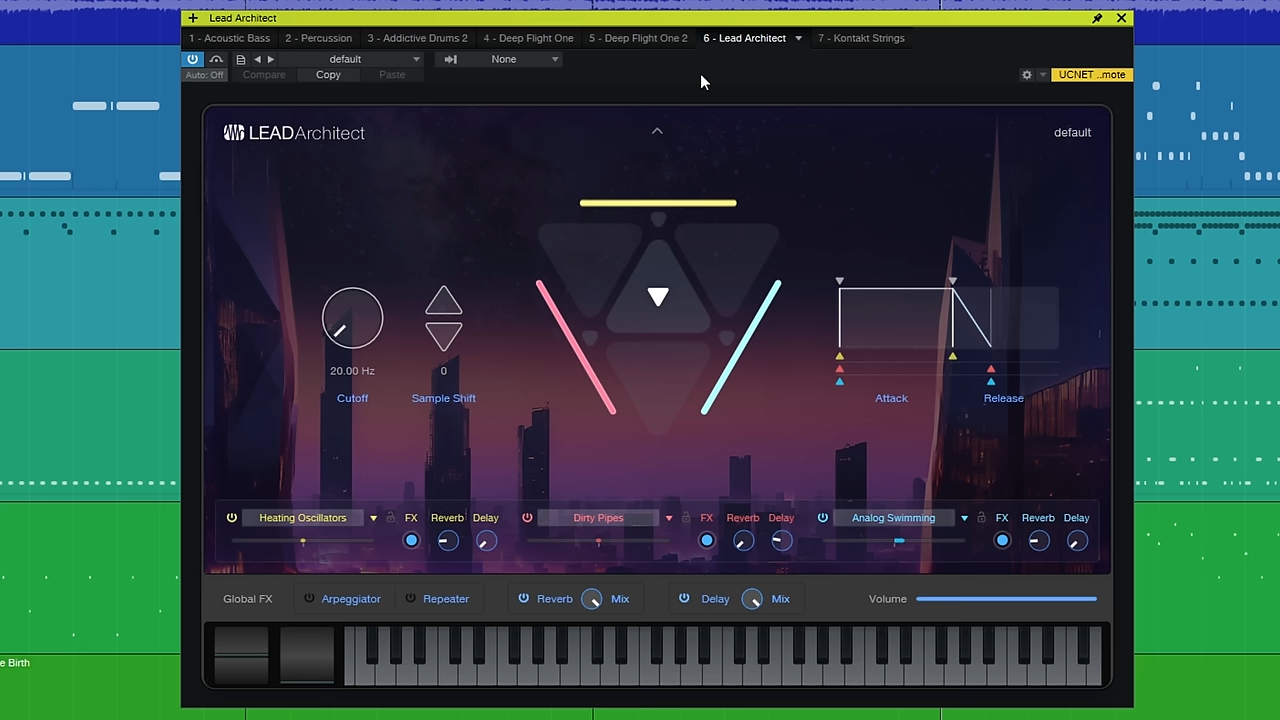 Lead Architect
1 - Acoustic Bass 2 - Percussion 3 - Addictive Drums 2 4 - Deep Flight One 5 - Deep Flight One 2 6 - Lead Architect 7 - Kontakt Strings
default None
Auto: Off Compare Copy Paste UCNET ..mote
LEADArchitect default
20.00 Hz 0
Cutoff Sample Shift Attack Release
Heating Oscillators FX Reverb Delay Dirty Pipes FX Reverb Delay Analog Swimming FX Reverb Delay
Global FX Arpeggiator Repeater Reverb Mix Delay Mix Volume
e Birth